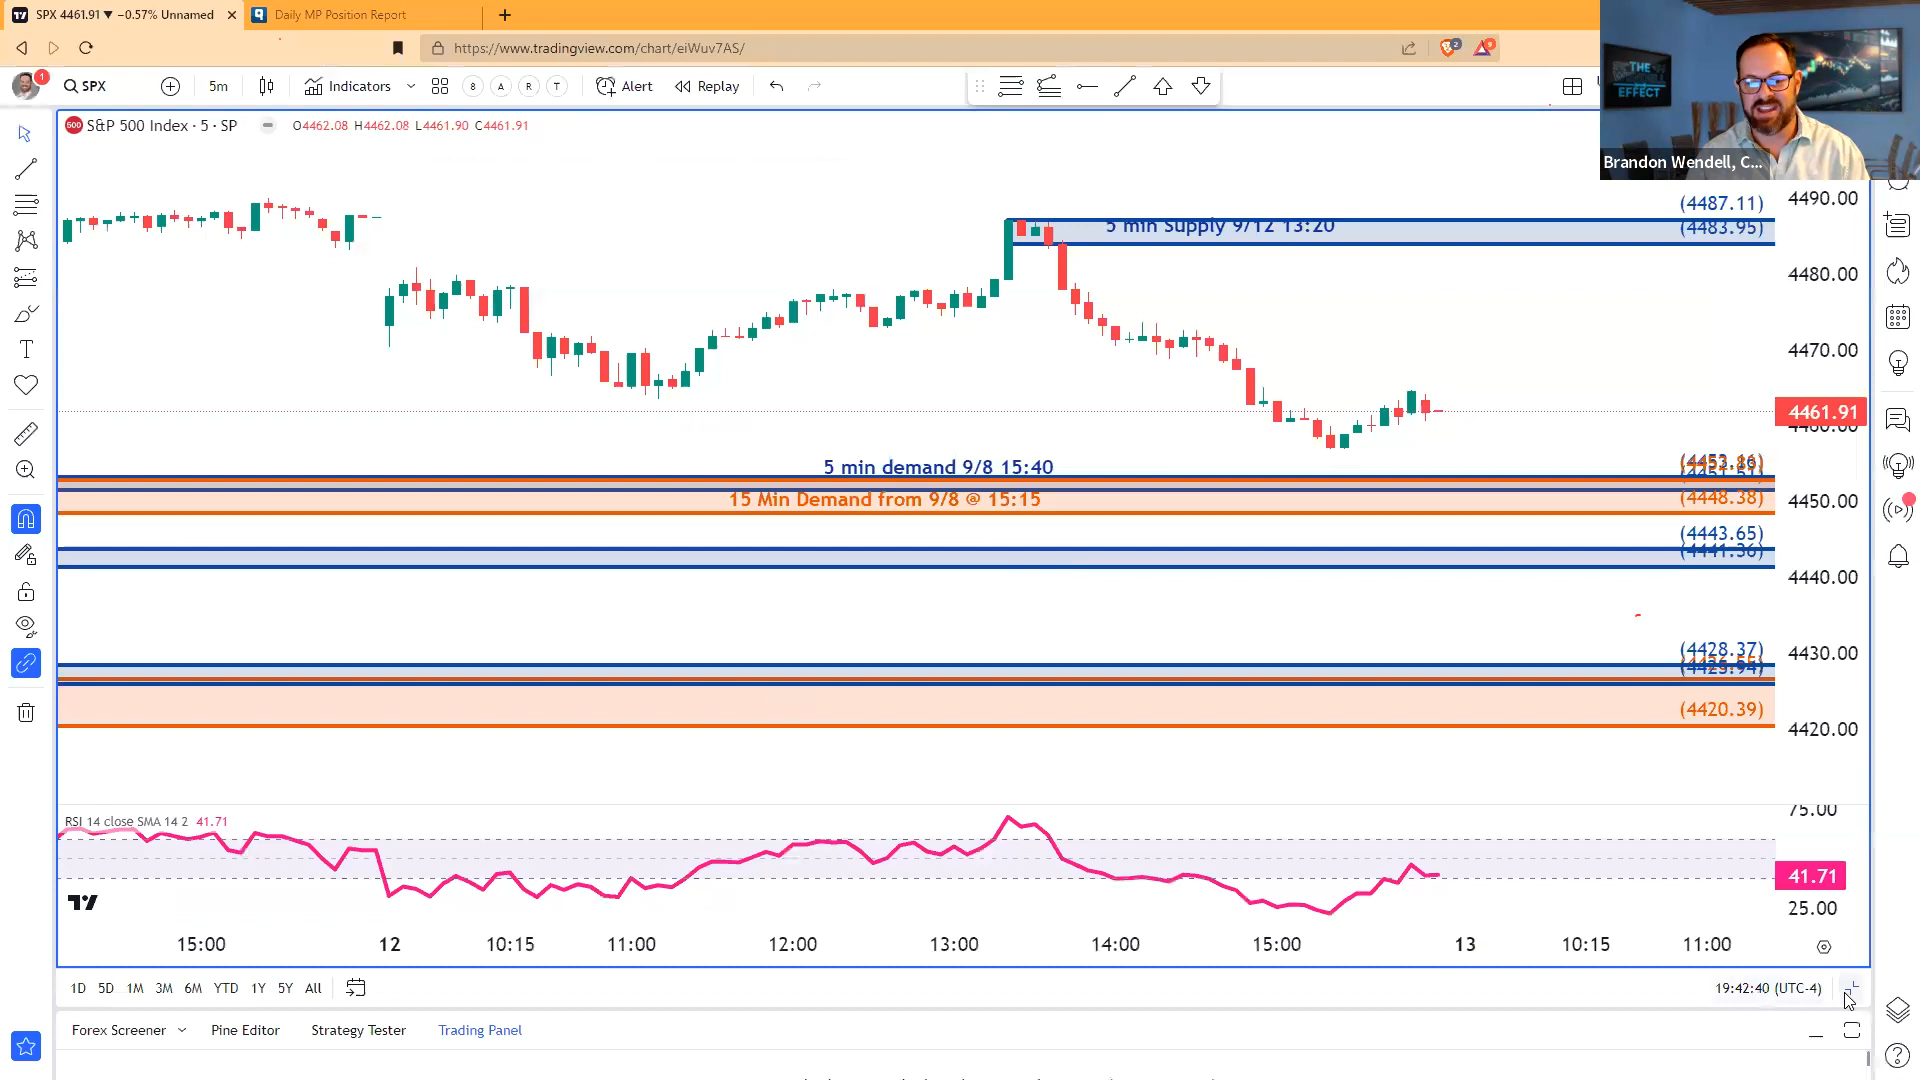 SPX 4461.91 ▼ −0.57% Unnamed
Daily MP Position Report
https://www.tradingview.com/chart/eiWuv7AS/
1
SPX
5m
Indicators
8 A R T
Alert
Replay
THE
EFFECT
Brandon Wendell, C...
500
S&P 500 Index · 5 · SP
O4462.08 H4462.08 L4461.90 C4461.91
4490.00
(4487.11)
(4483.95)
5 min Supply 9/12 13:20
4480.00
4470.00
4461.91
4460.00
5 min demand 9/8 15:40
15 Min Demand from 9/8 @ 15:15
(4448.38)
4450.00
(4443.65)
(4441.36)
4440.00
(4428.37)
4430.00
(4420.39)
4420.00
RSI 14 close SMA 14 2 41.71
75.00
41.71
25.00
15:00 12 10:15 11:00 12:00 13:00 14:00 15:00 13 10:15 11:00
1D 5D 1M 3M 6M YTD 1Y 5Y All
19:42:40 (UTC-4)
Forex Screener
Pine Editor
Strategy Tester
Trading Panel